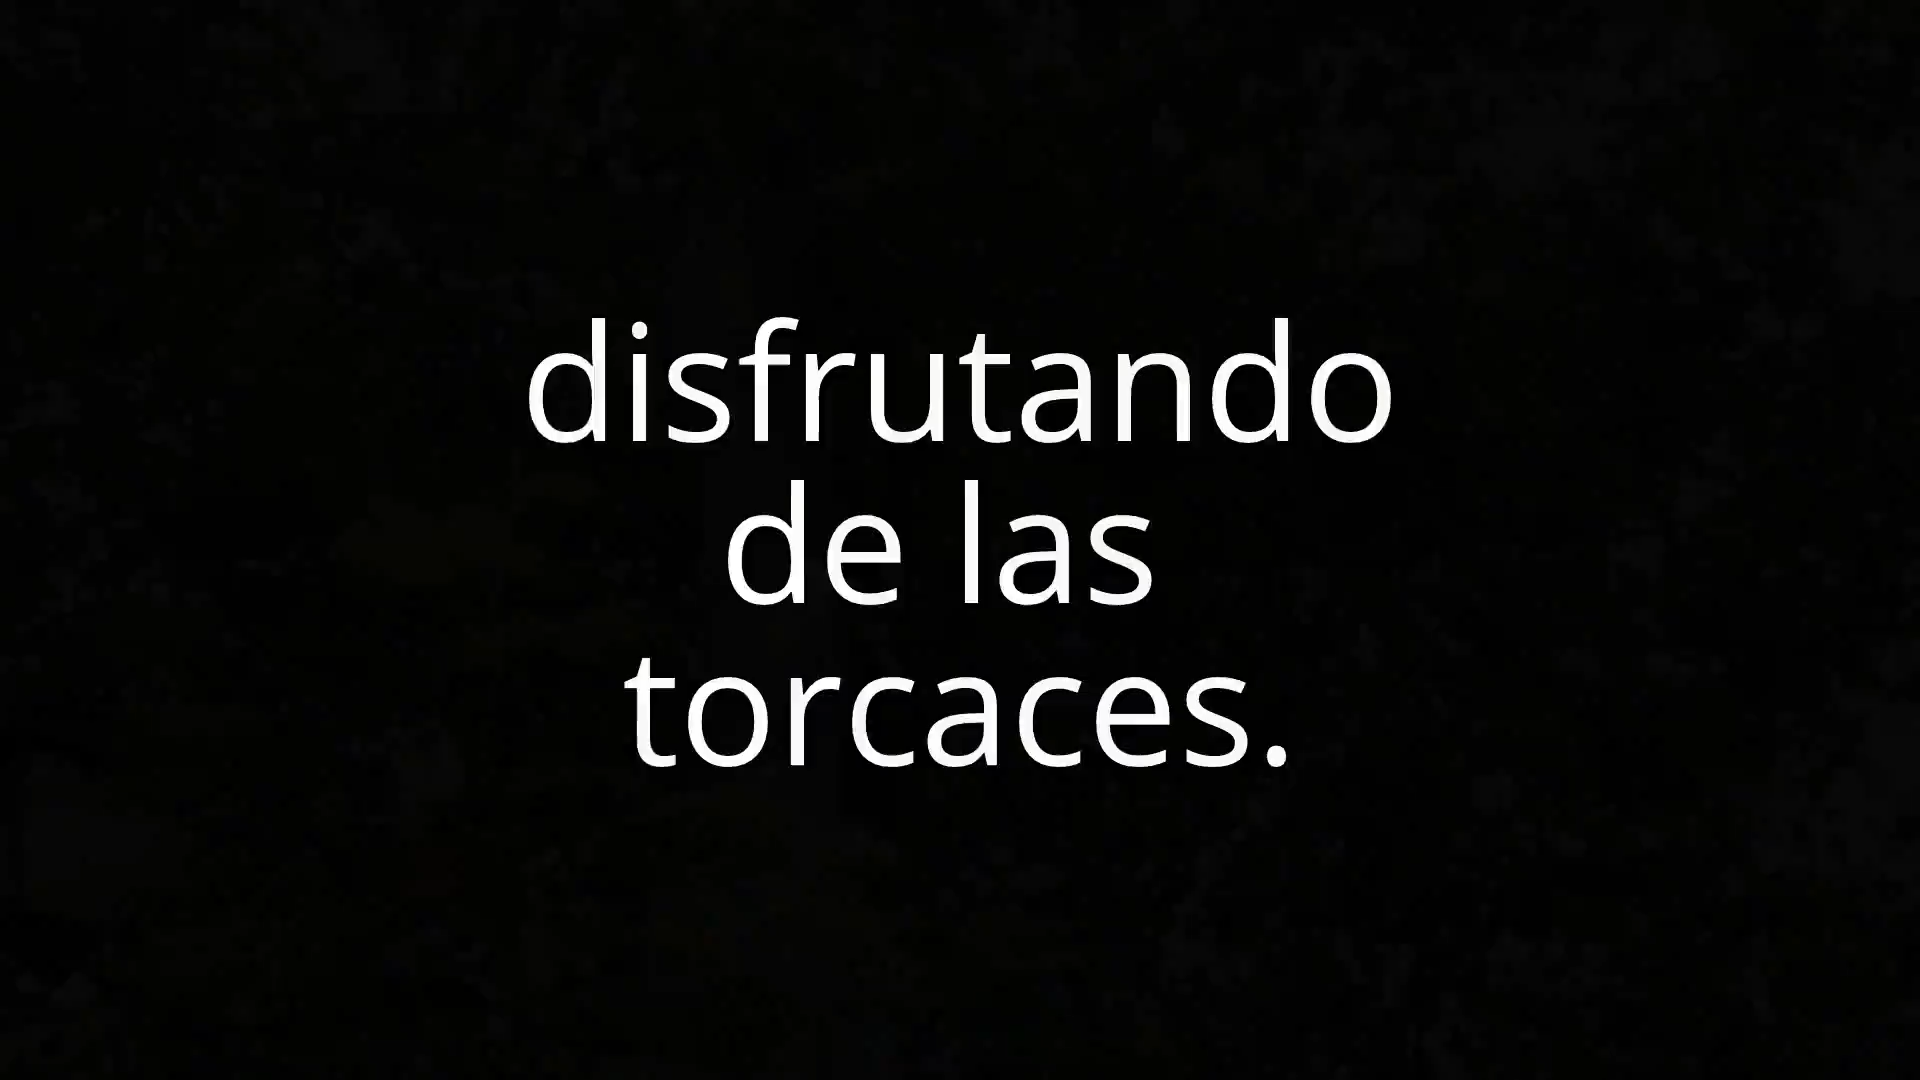 disfrutando
de las
torcaces.